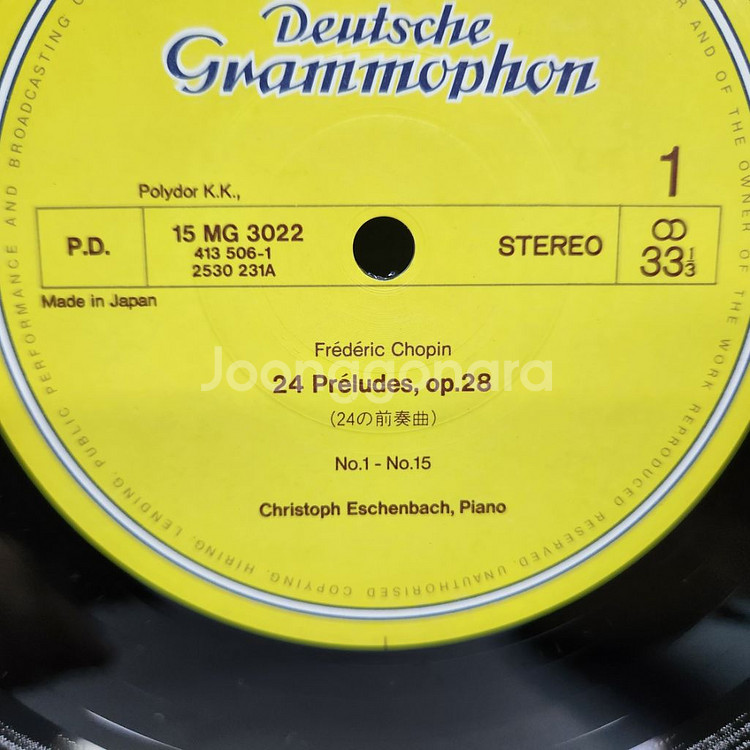 Deutsche
Grammophon
1
Polydor K.K.,
P.D.
15 MG 3022
413 506-1
2530 231A
STEREO
33 1/3
Made in Japan
Frédéric Chopin
Joonggonara
24 Préludes, op.28
(24の前奏曲)
No.1 - No.15
Christoph Eschenbach, Piano
R AND OF THE OWNER OF THE WORK REPRODUCED RESERVED. UNAUTHORISED COPYING, HIRING, LENDING, PUBLIC PERFORMANCE AND BROADCASTING O